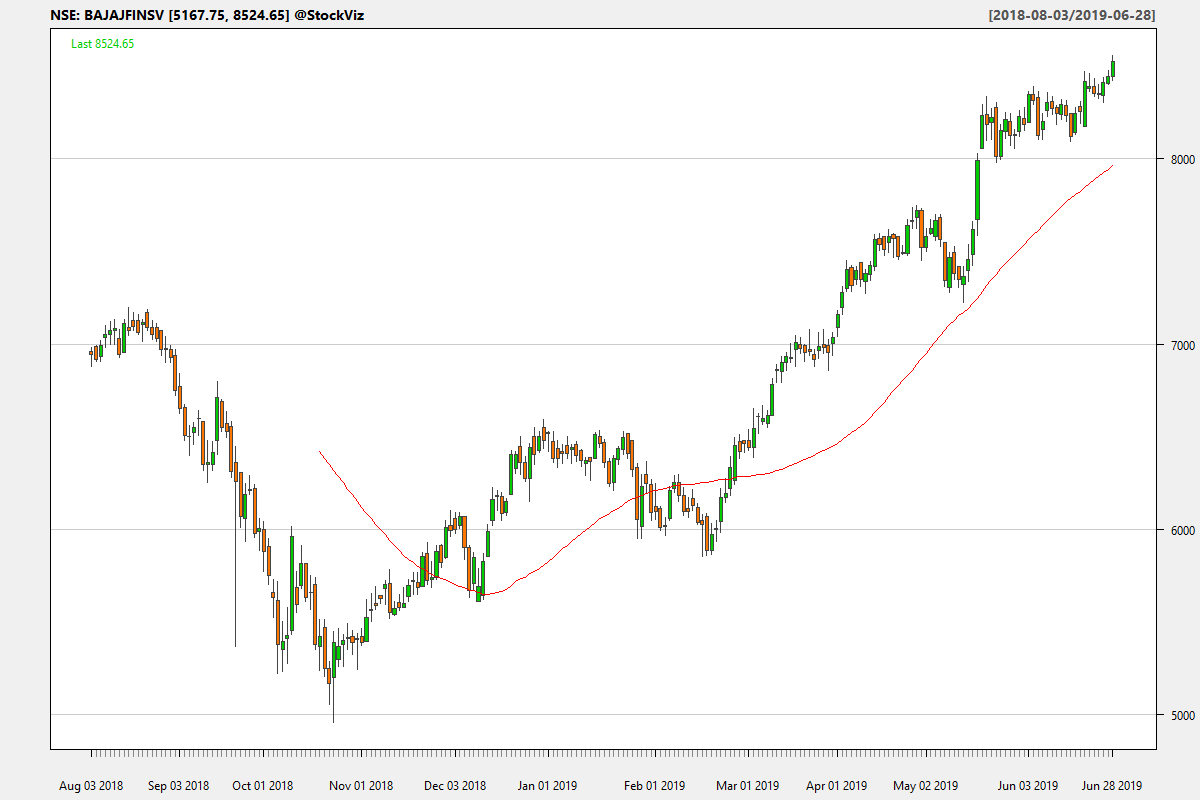 NSE: BAJAJFINSV [5167.75, 8524.65] @StockViz
[2018-08-03/2019-06-28]
Last 8524.65
8000
7000
6000
5000
Aug 03 2018
Sep 03 2018
Oct 01 2018
Nov 01 2018
Dec 03 2018
Jan 01 2019
Feb 01 2019
Mar 01 2019
Apr 01 2019
May 02 2019
Jun 03 2019
Jun 28 2019